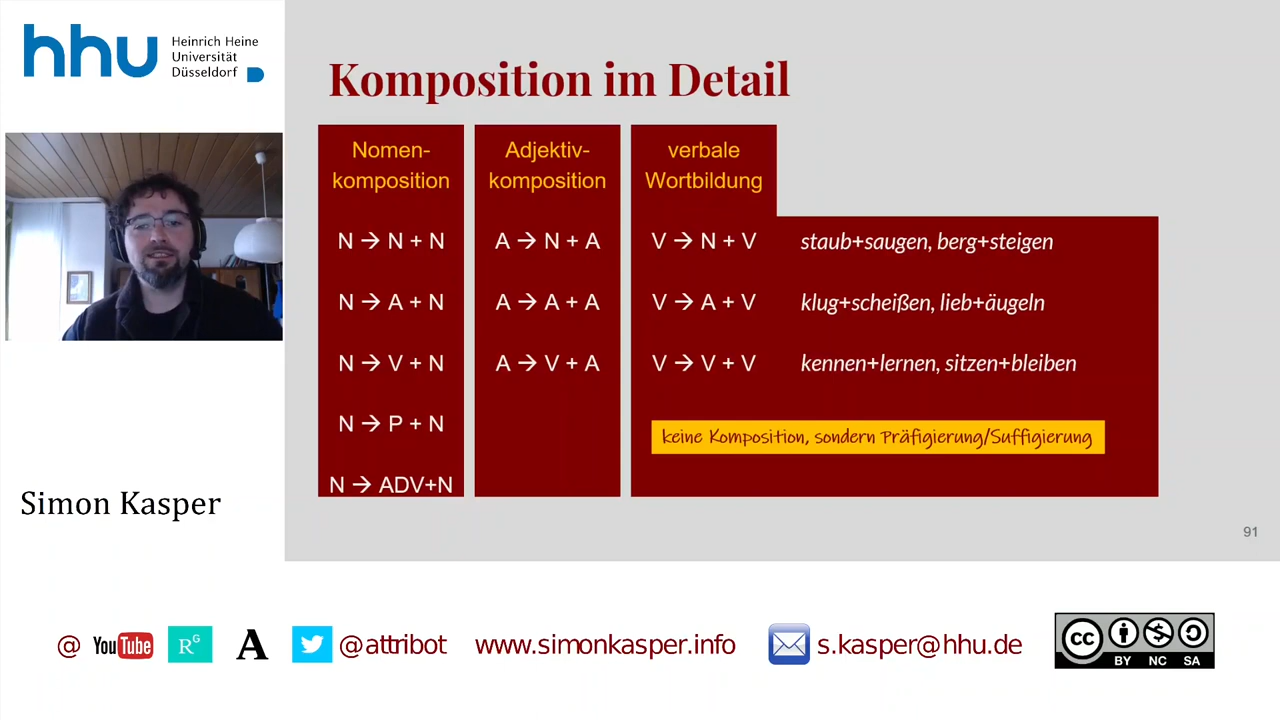 hhu
Heinrich Heine
Universität
Düsseldorf
Komposition im Detail
Nomen-
komposition
N → N + N
N → A + N
N → V + N
N → P + N
N → ADV+N
Adjektiv-
komposition
A → N + A
A → A + A
A → V + A
verbale
Wortbildung
V → N + V staub+saugen, berg+steigen
V → A + V klug+scheißen, lieb+äugeln
V → V + V kennen+lernen, sitzen+bleiben
keine Komposition, sondern Präfigierung/Suffigierung
Simon Kasper
91
@ YouTube RG A @attribot www.simonkasper.info s.kasper@hhu.de
cc BY NC SA